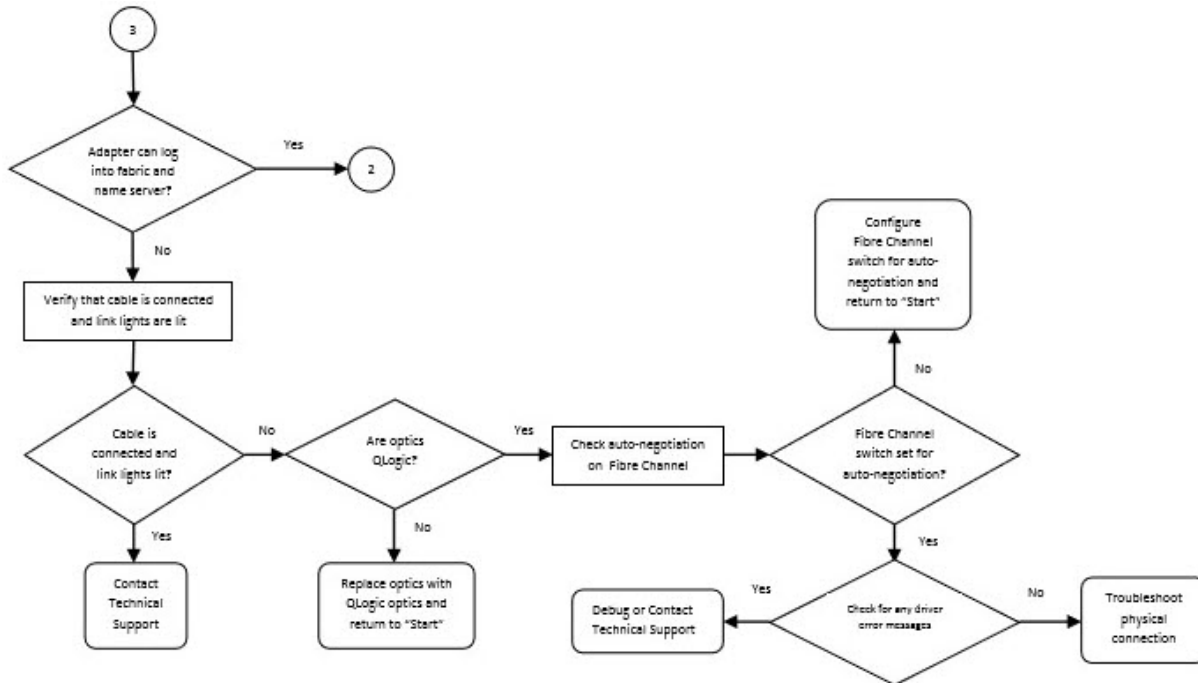 3
Adapter can log
into fabric and
name server?
Yes
2
No
Verify that cable is connected
and link lights are lit
Cable is
connected and
link lights lit?
No
Yes
Contact
Technical
Support
Are optics
QLogic?
Yes
No
Replace optics with
QLogic optics and
return to “Start”
Check auto-negotiation
on Fibre Channel
Fibre Channel
switch set for
auto-negotiation?
No
Configure
Fibre Channel
switch for auto-
negotiation and
return to “Start”
Yes
Check for any driver
error messages
Yes
Debug or Contact
Technical Support
No
Troubleshoot
physical
connection